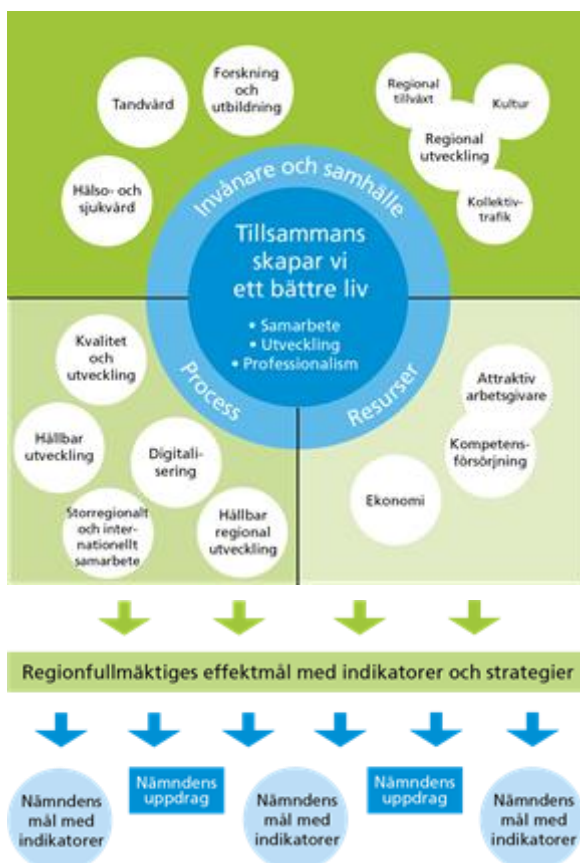 Forskning
och
utbildning
Tandvård
Hälso- och
sjukvård
Regional
tillväxt
Kultur
Regional
utveckling
Kollektiv-
trafik
Invånare och samhälle
Tillsammans
skapar vi
ett bättre liv
• Samarbete
• Utveckling
• Professionalism
Process
Resurser
Kvalitet
och
utveckling
Hållbar
utveckling
Digitali-
sering
Storregionalt
och inter-
nationellt
samarbete
Hållbar
regional
utveckling
Attraktiv
arbetsgivare
Kompetens-
försörjning
Ekonomi
Regionfullmäktiges effektmål med indikatorer och strategier
Nämndens
mål med
indikatorer
Nämndens
uppdrag
Nämndens
mål med
indikatorer
Nämndens
uppdrag
Nämndens
mål med
indikatorer